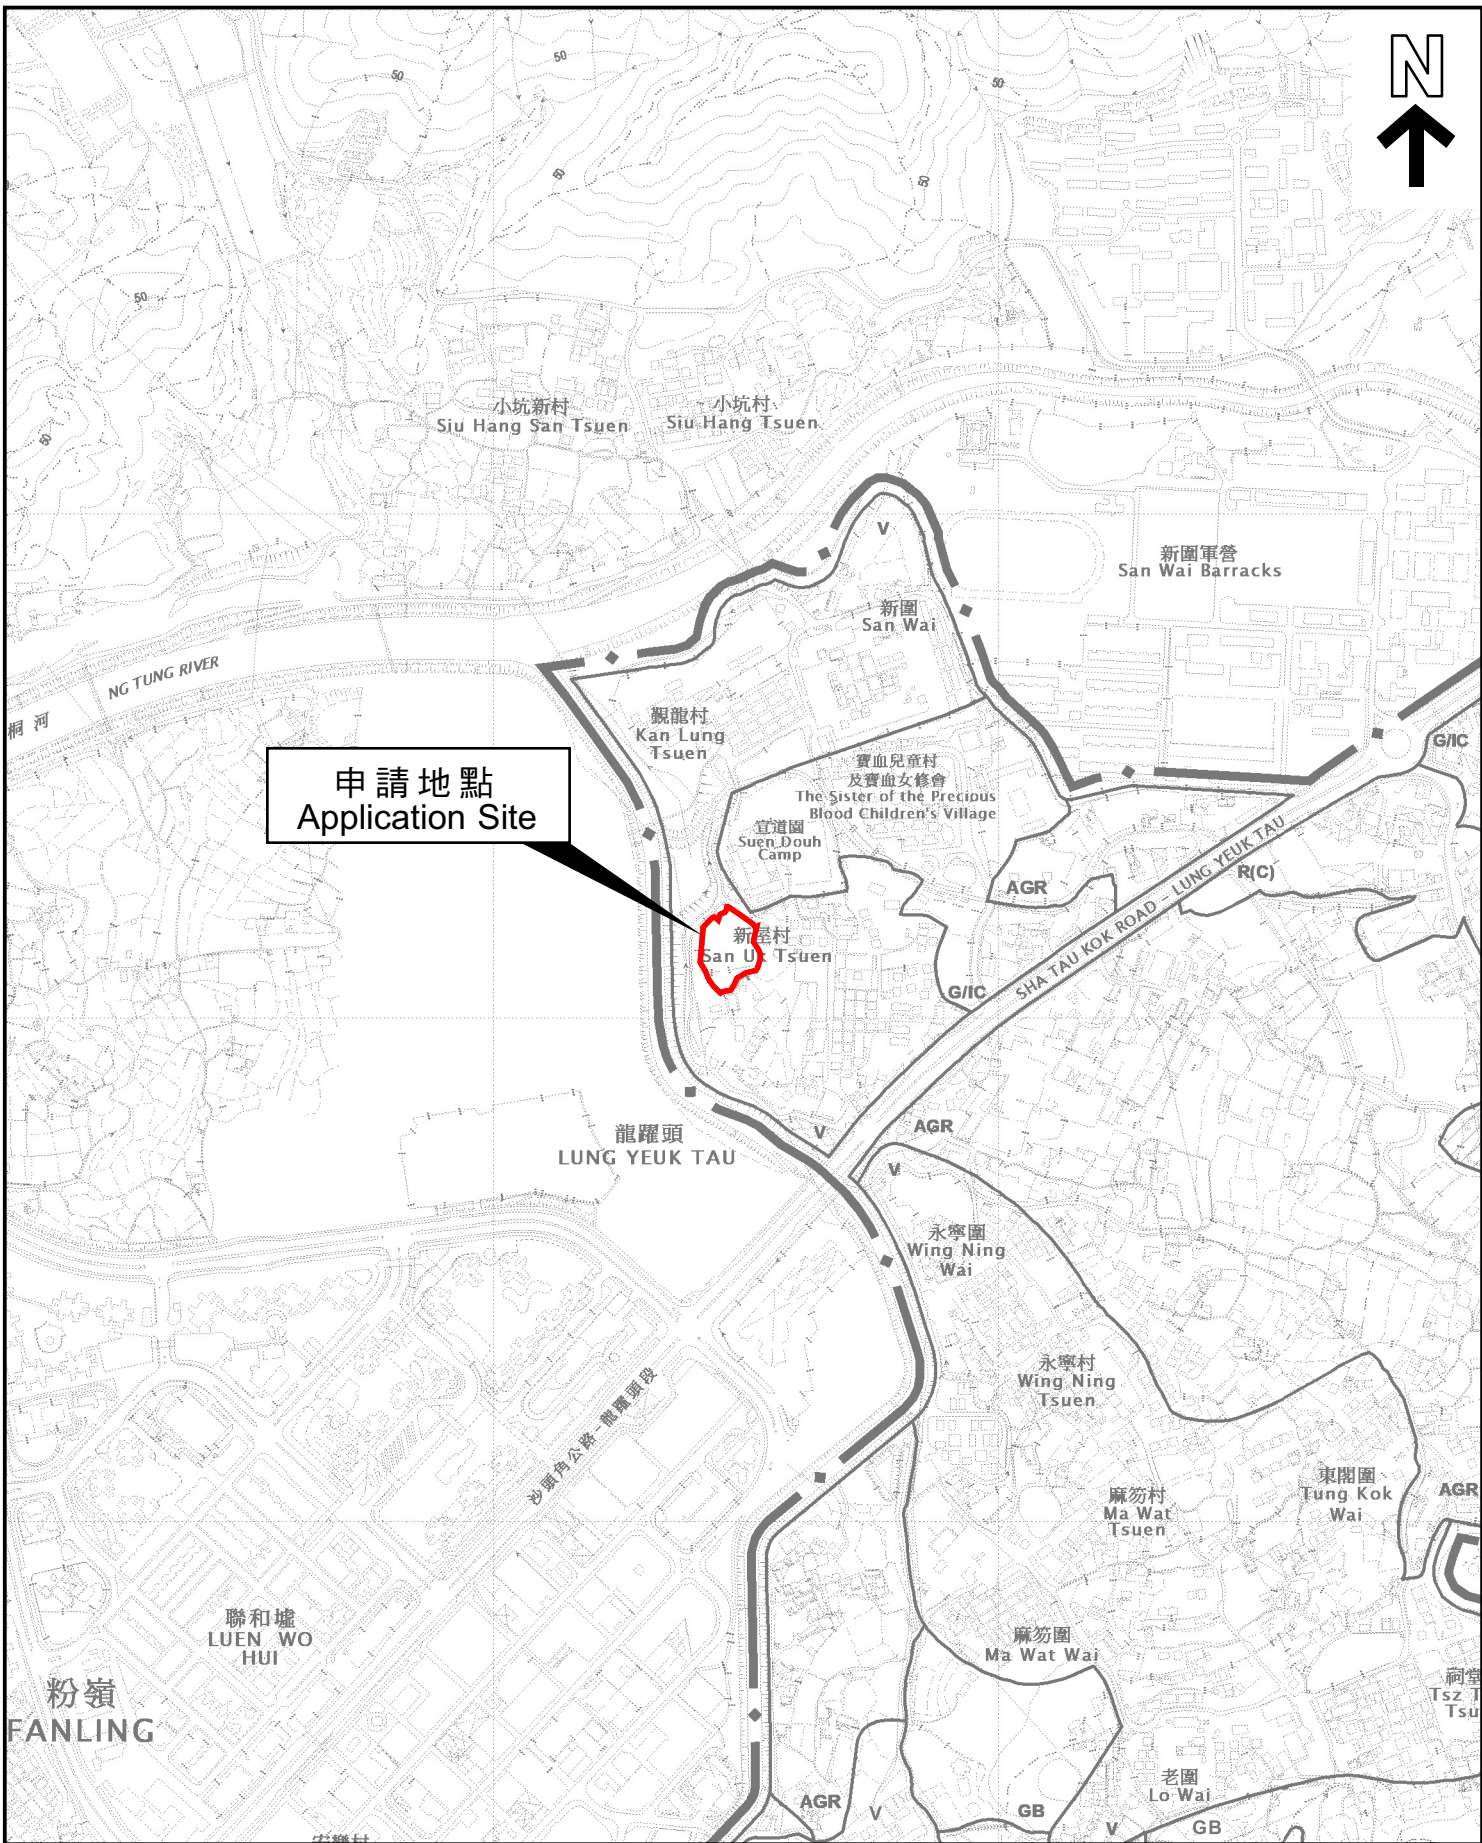 N
50
50
50
50
50
50
50
小坑新村
Siu Hang San Tsuen
小坑村
Siu Hang Tsuen
V
新圍軍營
San Wai Barracks
新圍
San Wai
NG TUNG RIVER
桐河
覲龍村
Kan Lung
Tsuen
G/IC
申請地點
Application Site
寶血兒童村
及寶血女修會
The Sister of the Precious
Blood Children's Village
宣道園
Suen Douh
Camp
AGR
R(C)
SHA TAU KOK ROAD - LUNG YEUK TAU
新屋村
San Uk Tsuen
G/IC
龍躍頭
LUNG YEUK TAU
V
AGR
V
永寧圍
Wing Ning
Wai
永寧村
Wing Ning
Tsuen
沙頭角公路-龍躍頭段
東閣圍
Tung Kok
Wai
AGR
麻笏村
Ma Wat
Tsuen
聯和墟
LUEN WO
HUI
麻笏圍
Ma Wat Wai
粉嶺
FANLING
祠堂
Tsz T
Tsu
老圍
Lo Wai
AGR
V
GB
V
GB